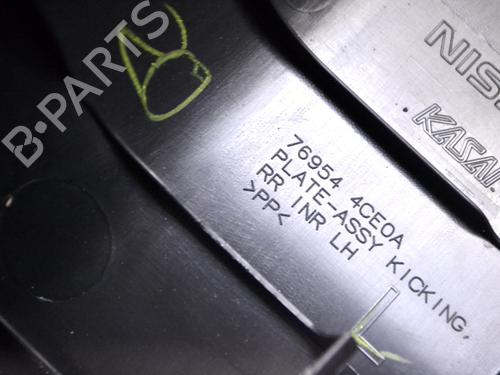 B-PARTS
NIS
KASAI
76954 4CE0A
PLATE-ASSY KICKING,
RR INR LH
>PP<